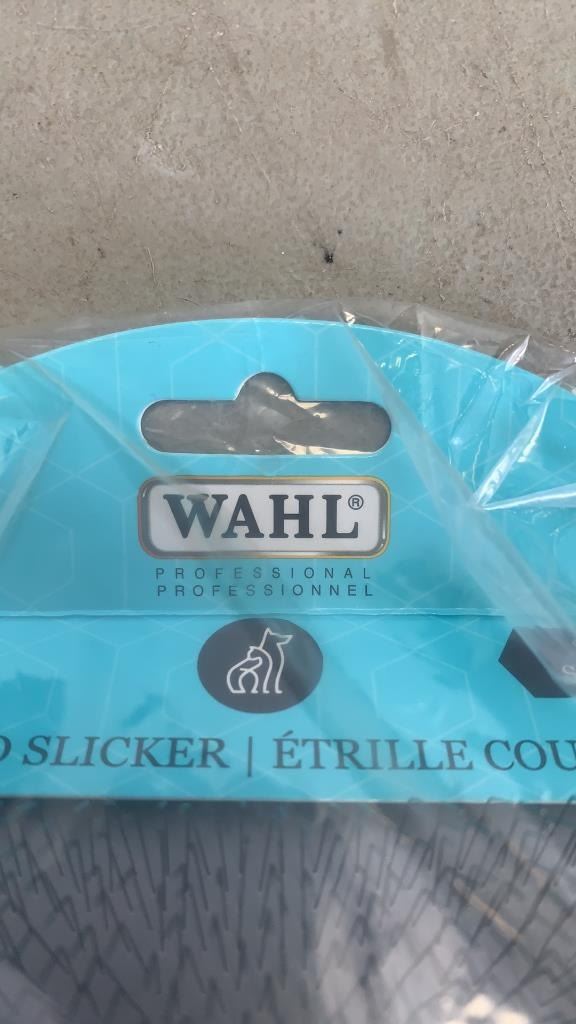 WAHL®
PROFESSIONAL
PROFESSIONNEL
SLICKER | ÉTRILLE